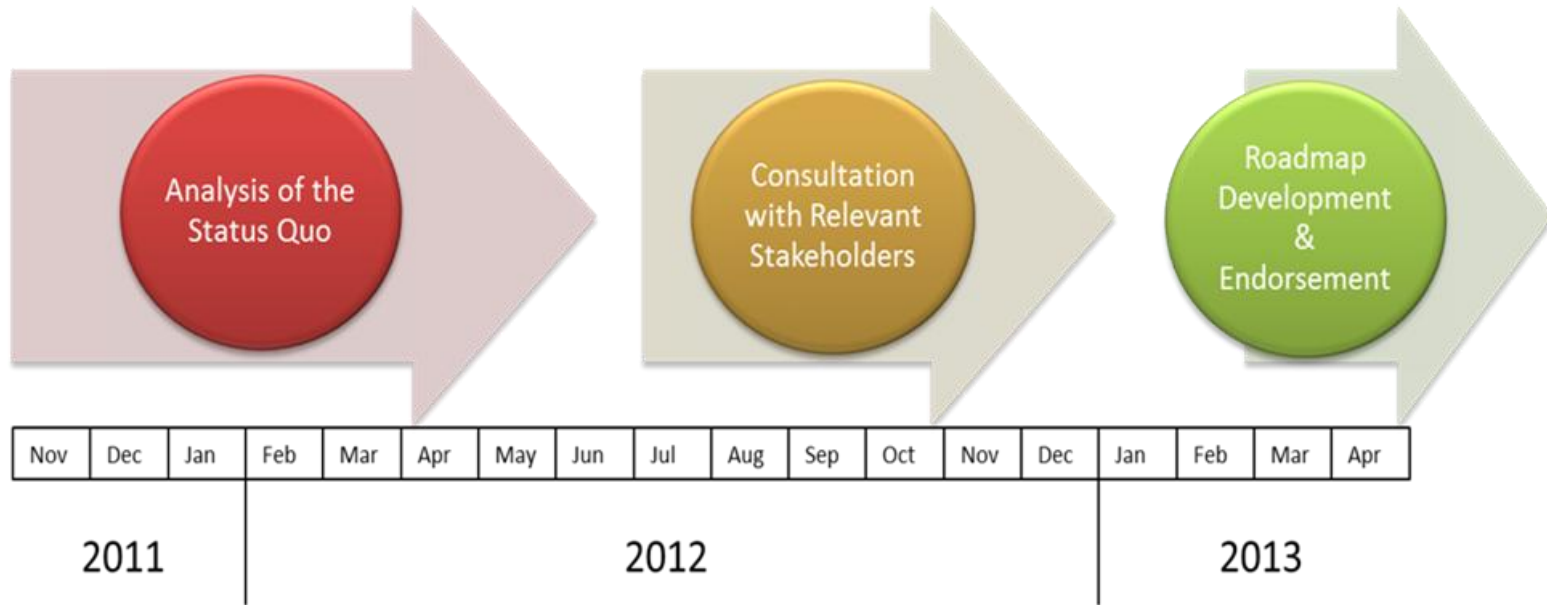 Analysis of the
Status Quo
Consultation
with Relevant
Stakeholders
Roadmap
Development
&
Endorsement
Nov Dec Jan Feb Mar Apr May Jun Jul Aug Sep Oct Nov Dec Jan Feb Mar Apr
2011 2012 2013